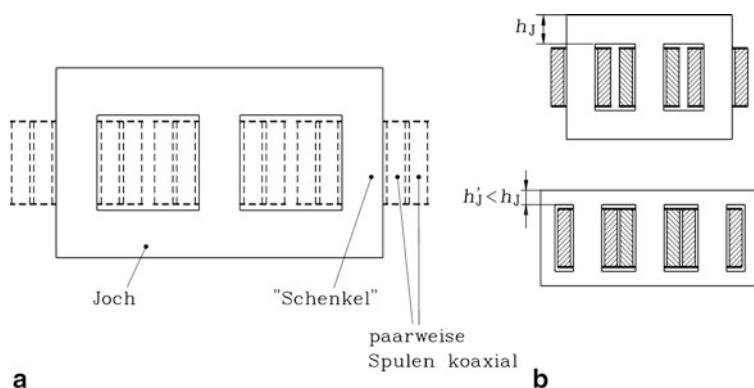 h_J
h'_J < h_J
Joch
"Schenkel"
paarweise
Spulen koaxial
a
b